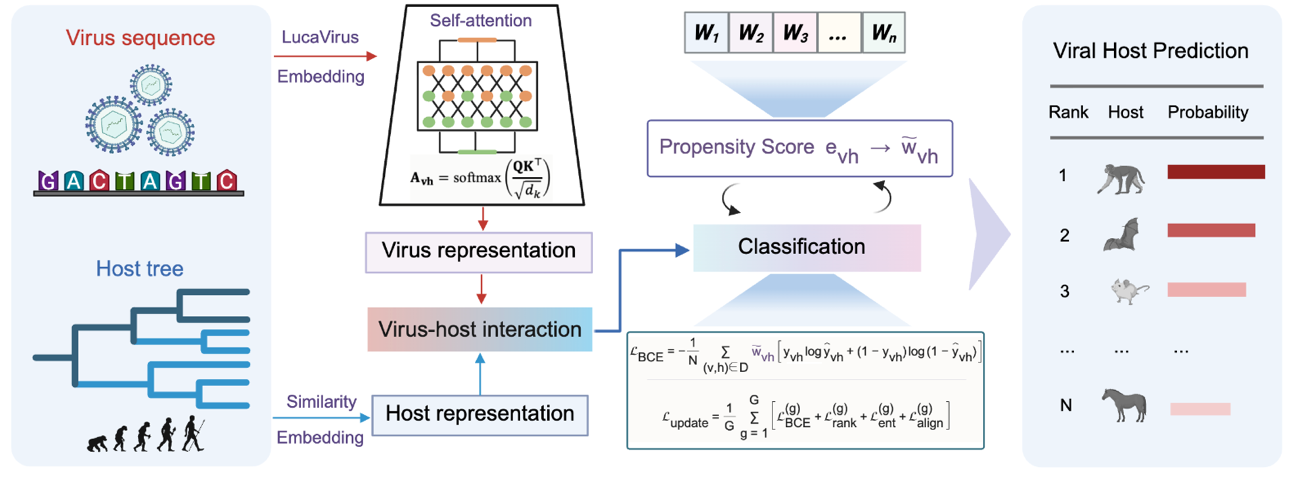 Virus sequence
G A C T A G T C
Host tree
LucaVirus
Embedding
Similarity
Embedding
Self-attention
A_vh = softmax(QK^⊤/√d_k)
Virus representation
Virus-host interaction
Host representation
W_1 W_2 W_3 ... W_n
Propensity Score e_vh → w̃_vh
Classification
ℒ_BCE = -1/N ∑_(v,h)∈D w̃_vh [y_vh log ŷ_vh + (1 - y_vh) log (1 - ŷ_vh)]
ℒ_update = 1/G ∑_{g = 1}^{G} [ℒ_BCE^(g) + ℒ_rank^(g) + ℒ_ent^(g) + ℒ_align^(g)]
Viral Host Prediction
Rank Host Probability
1
2
3
... ... ...
N